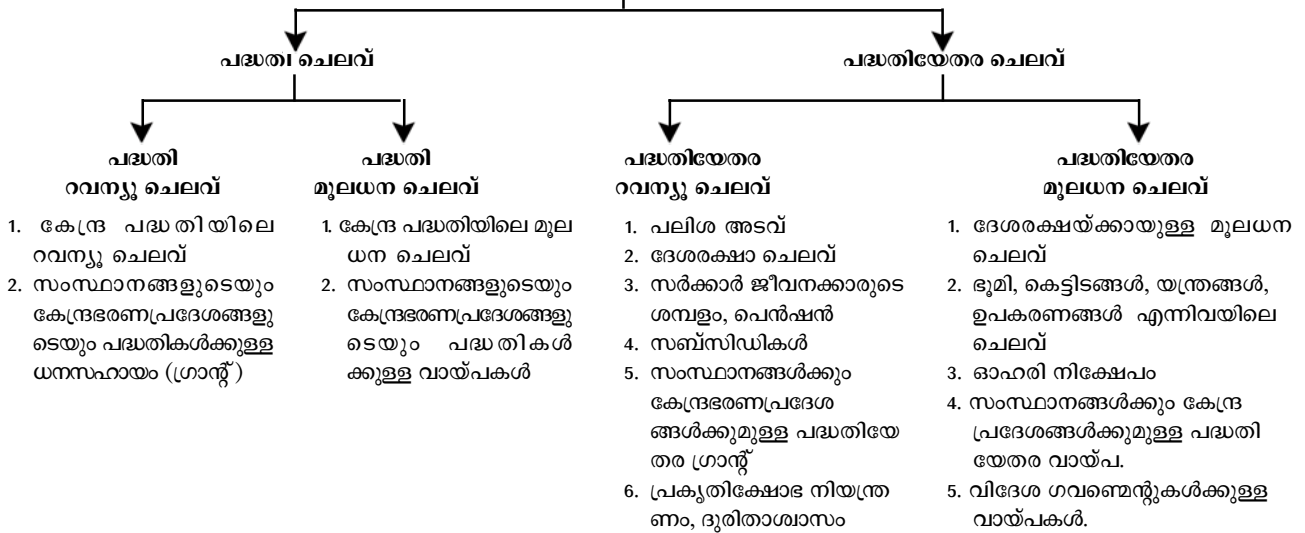 പദ്ധതി ചെലവ്
പദ്ധതിയേതര ചെലവ്
പദ്ധതി
റവന്യൂ ചെലവ്
1. കേന്ദ്ര പദ്ധതിയിലെ
റവന്യൂ ചെലവ്
2. സംസ്ഥാനങ്ങളുടെയും
കേന്ദ്രഭരണപ്രദേശങ്ങളു
ടെയും പദ്ധതികൾക്കുള്ള
ധനസഹായം (ഗ്രാന്റ് )
പദ്ധതി
മൂലധന ചെലവ്
1. കേന്ദ്ര പദ്ധതിയിലെ മൂല
ധന ചെലവ്
2. സംസ്ഥാനങ്ങളുടെയും
കേന്ദ്രഭരണപ്രദേശങ്ങളു
ടെയും പദ്ധതികൾ
ക്കുള്ള വായ്പകൾ
പദ്ധതിയേതര
റവന്യൂ ചെലവ്
1. പലിശ അടവ്
2. ദേശരക്ഷാ ചെലവ്
3. സർക്കാർ ജീവനക്കാരുടെ
ശമ്പളം, പെൻഷൻ
4. സബ്സിഡികൾ
5. സംസ്ഥാനങ്ങൾക്കും
കേന്ദ്രഭരണപ്രദേശ
ങ്ങൾക്കുമുള്ള പദ്ധതിയേ
തര ഗ്രാന്റ്
6. പ്രകൃതിക്ഷോഭ നിയന്ത്ര
ണം, ദുരിതാശ്വാസം
പദ്ധതിയേതര
മൂലധന ചെലവ്
1. ദേശരക്ഷയ്ക്കായുള്ള മൂലധന
ചെലവ്
2. ഭൂമി, കെട്ടിടങ്ങൾ, യന്ത്രങ്ങൾ,
ഉപകരണങ്ങൾ എന്നിവയിലെ
ചെലവ്
3. ഓഹരി നിക്ഷേപം
4. സംസ്ഥാനങ്ങൾക്കും കേന്ദ്ര
പ്രദേശങ്ങൾക്കുമുള്ള പദ്ധതി
യേതര വായ്പ.
5. വിദേശ ഗവണ്മെന്റുകൾക്കുള്ള
വായ്പകൾ.